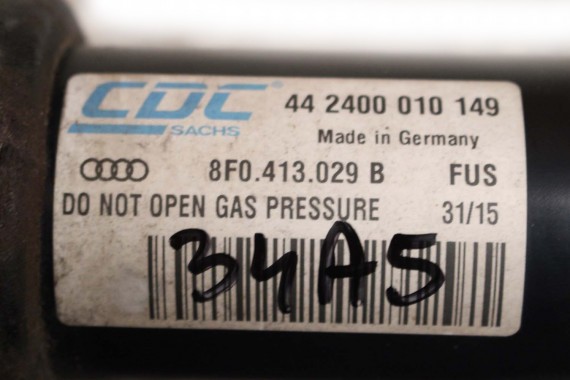 CDC 44 2400 010 149
SACHS Made in Germany
8F0.413.029 B FUS
DO NOT OPEN GAS PRESSURE 31/15
34A5